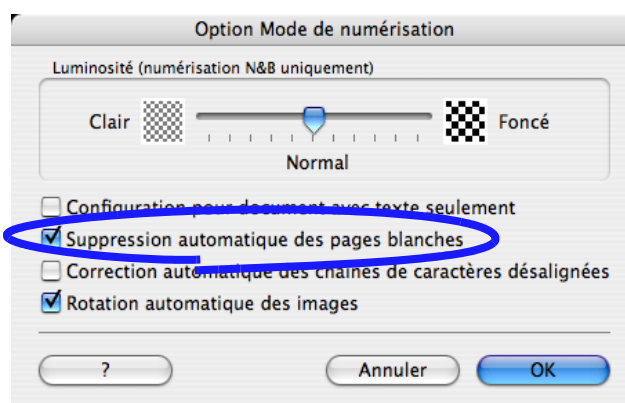 Option Mode de numérisation
Luminosité (numérisation N&B uniquement)
Clair Foncé
Normal
Configuration pour document avec texte seulement
Suppression automatique des pages blanches
Correction automatique des chaînes de caractères désalignées
Rotation automatique des images
? Annuler OK